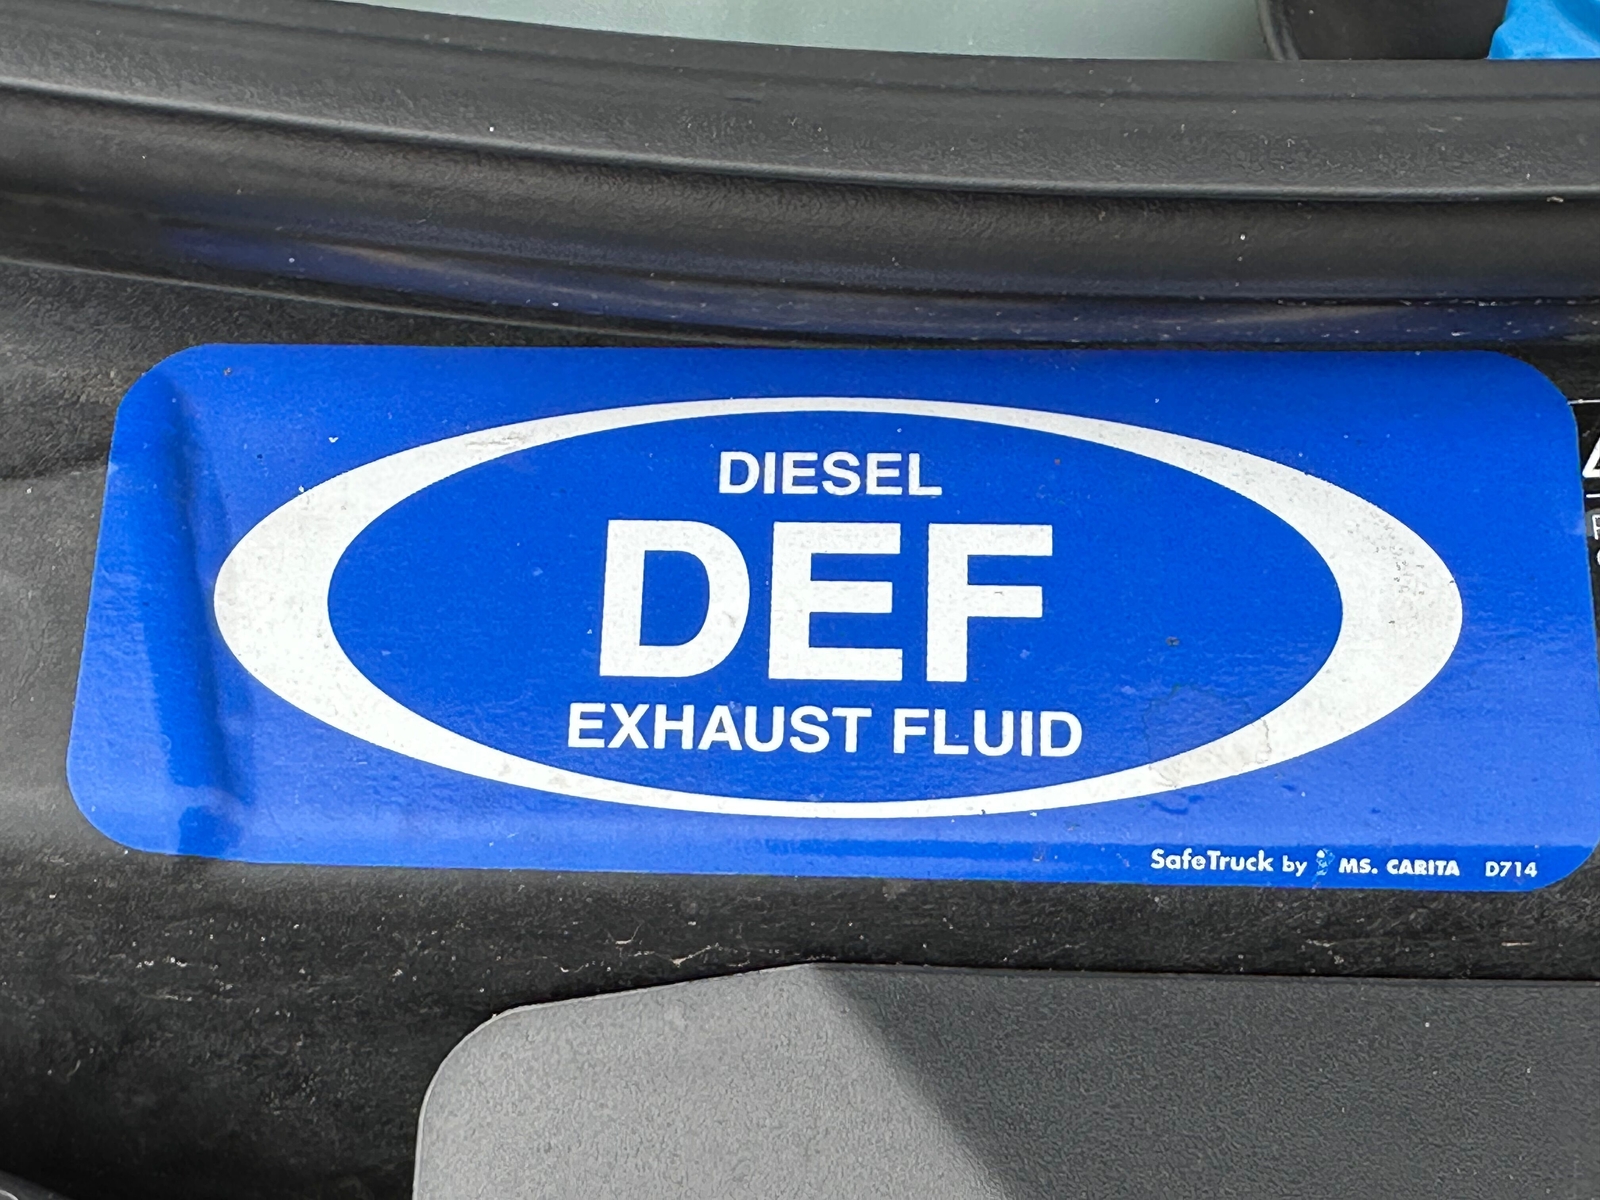 DIESEL
DEF
EXHAUST FLUID
SafeTruck by MS. CARITA D714